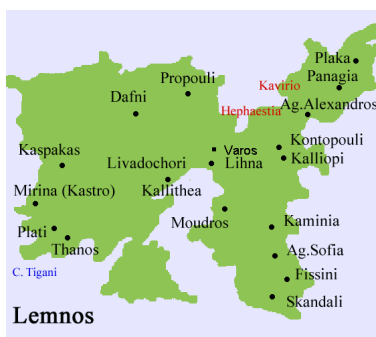 Plaka
Panagia
Kavirio
Propouli
Dafni
Hephaestia
Ag.Alexandros
Kontopouli
Varos
Kaspakas
Livadochori
Lihna
Kalliopi
Mirina (Kastro)
Kallithea
Moudros
Kaminia
Plati
Thanos
Ag.Sofia
C. Tigani
Fissini
Skandali
Lemnos